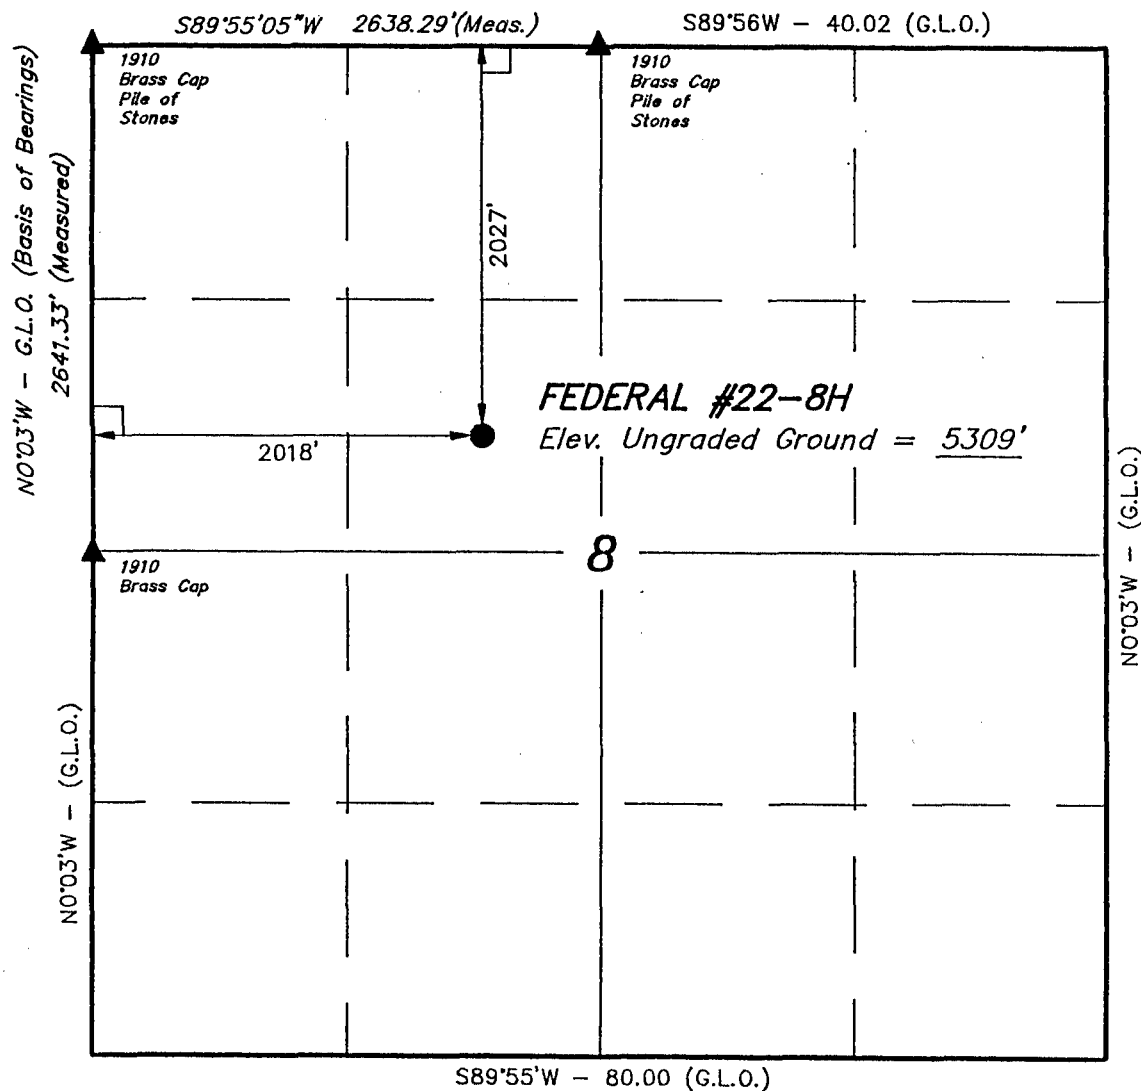 S89°55'05"W 2638.29'(Meas.)
S89°56W – 40.02 (G.L.O.)
1910
Brass Cap
Pile of
Stones
1910
Brass Cap
Pile of
Stones
N0°03'W – G.L.O. (Basis of Bearings)
2641.33' (Measured)
2027'
FEDERAL #22–8H
Elev. Ungraded Ground = 5309'
2018'
8
1910
Brass Cap
N0°03'W – (G.L.O.)
N0°03'W – (G.L.O.)
S89°55'W – 80.00 (G.L.O.)